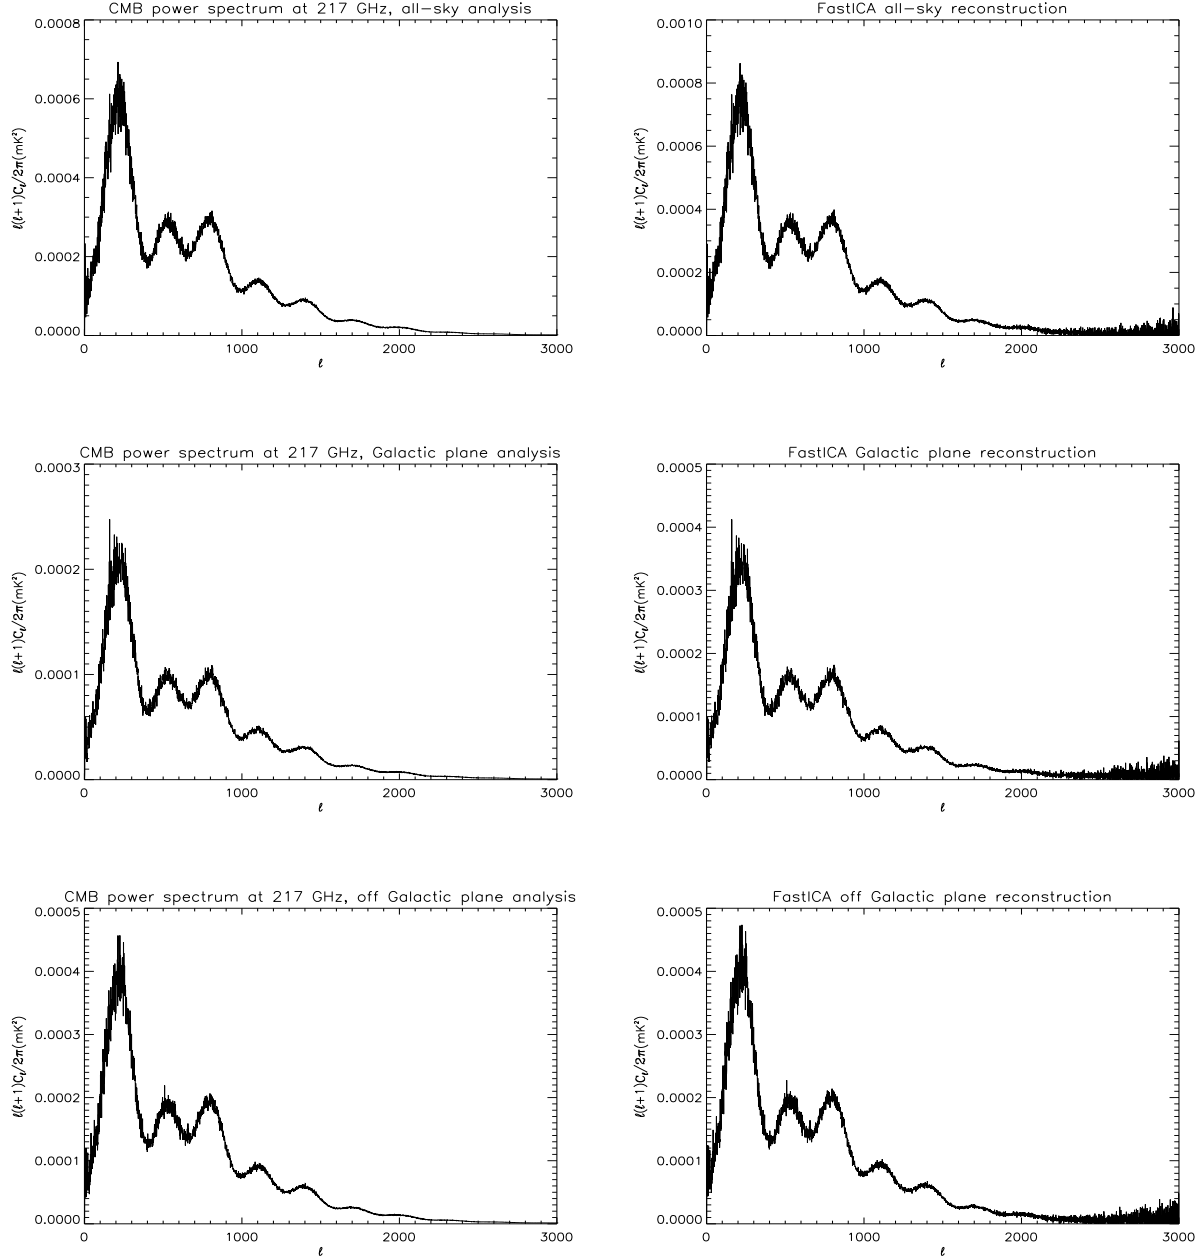 CMB power spectrum at 217 GHz, all-sky analysis
0.0008
0.0006
0.0004
0.0002
0.0000
ℓ(ℓ+1)Cℓ/2π(mK²)
0 1000 2000 3000
ℓ
FastICA all-sky reconstruction
0.0010
0.0008
0.0006
0.0004
0.0002
0.0000
ℓ(ℓ+1)Cℓ/2π(mK²)
0 1000 2000 3000
ℓ
CMB power spectrum at 217 GHz, Galactic plane analysis
0.0003
0.0002
0.0001
0.0000
ℓ(ℓ+1)Cℓ/2π(mK²)
0 1000 2000 3000
ℓ
FastICA Galactic plane reconstruction
0.0005
0.0004
0.0003
0.0002
0.0001
0.0000
ℓ(ℓ+1)Cℓ/2π(mK²)
0 1000 2000 3000
ℓ
CMB power spectrum at 217 GHz, off Galactic plane analysis
0.0005
0.0004
0.0003
0.0002
0.0001
0.0000
ℓ(ℓ+1)Cℓ/2π(mK²)
0 1000 2000 3000
ℓ
FastICA off Galactic plane reconstruction
0.0005
0.0004
0.0003
0.0002
0.0001
0.0000
ℓ(ℓ+1)Cℓ/2π(mK²)
0 1000 2000 3000
ℓ